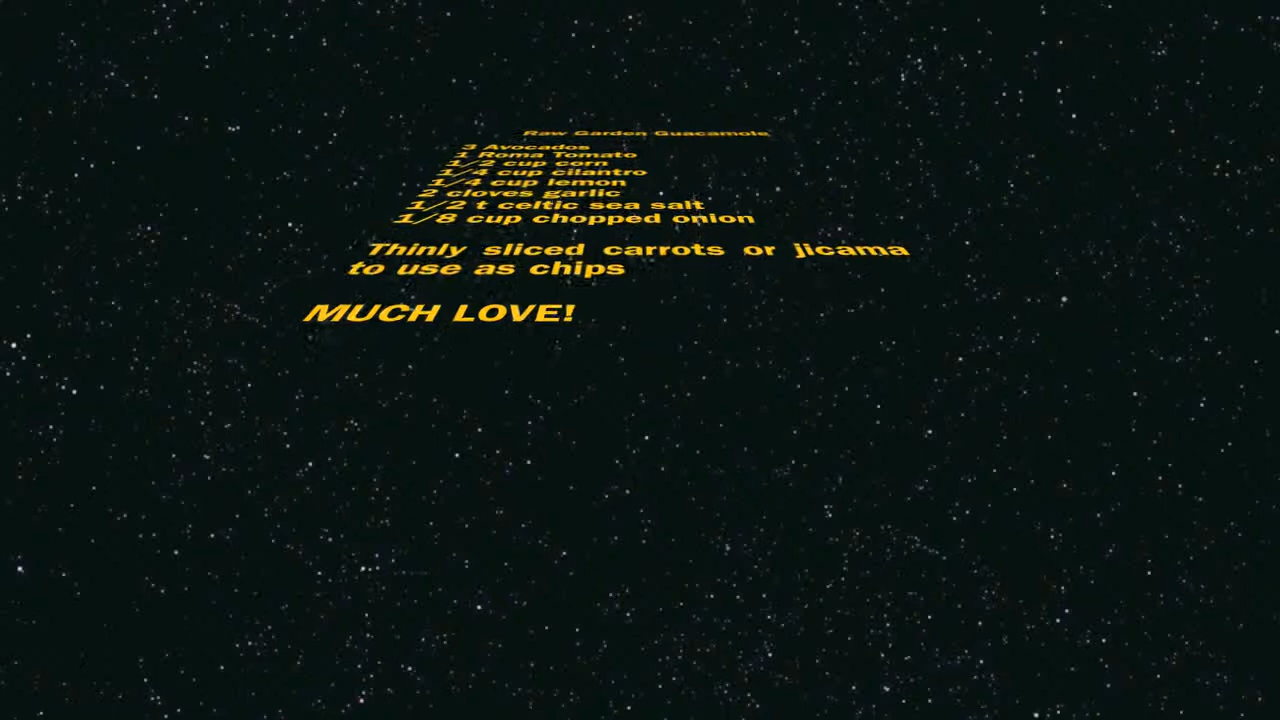 Raw Garden Guacamole
3 Avocados
1 Roma Tomato
1/2 cup corn
1/4 cup cilantro
1/4 cup lemon
2 cloves garlic
1/2 t celtic sea salt
1/8 cup chopped onion
Thinly sliced carrots or jicama
to use as chips
MUCH LOVE!